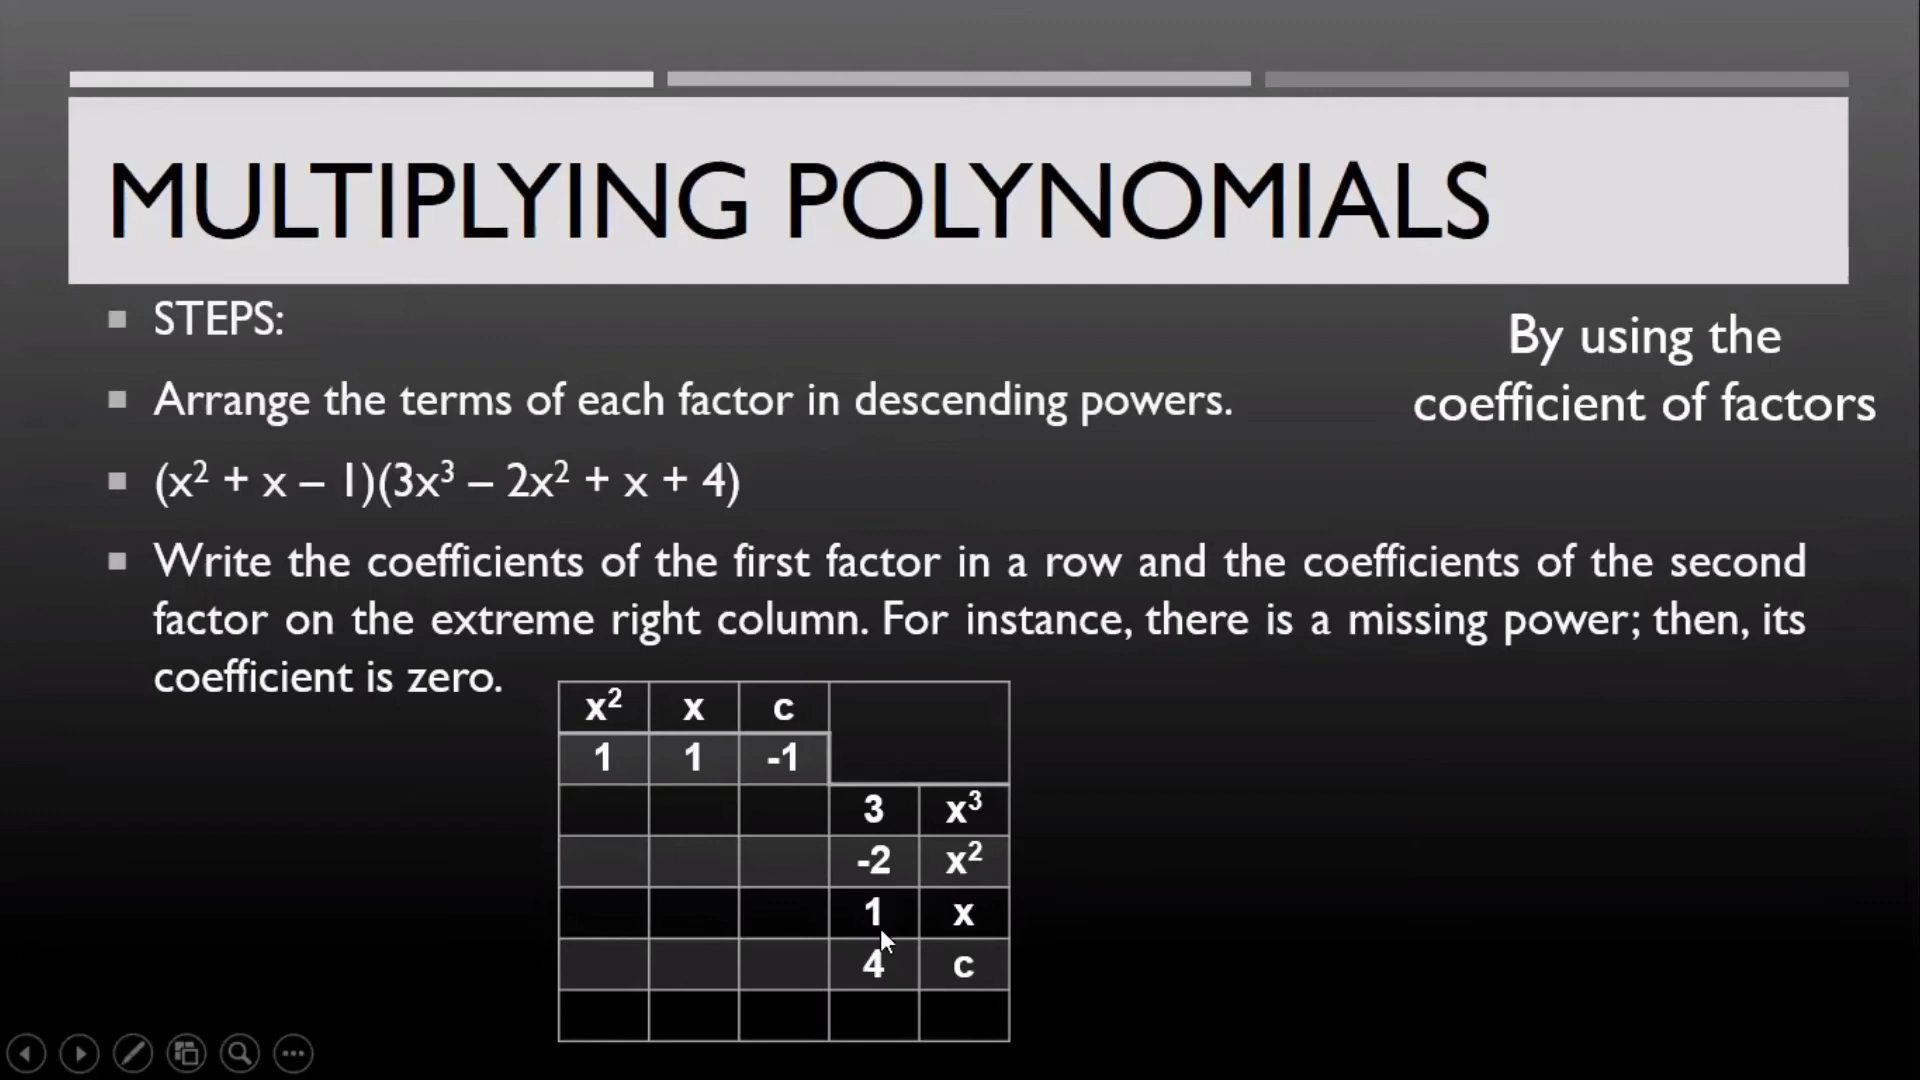 MULTIPLYING POLYNOMIALS
STEPS:
By using the
coefficient of factors
Arrange the terms of each factor in descending powers.
(x² + x – 1)(3x³ – 2x² + x + 4)
Write the coefficients of the first factor in a row and the coefficients of the second
factor on the extreme right column. For instance, there is a missing power; then, its
coefficient is zero.
x² x c
1 1 -1
3 x³
-2 x²
1 x
4 c